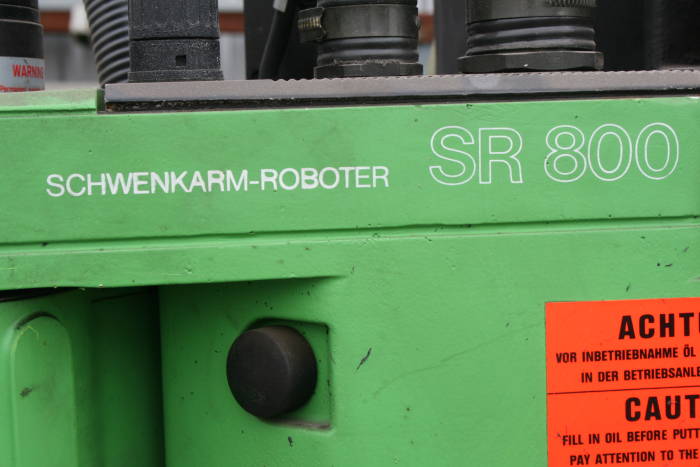 WARNING
SCHWENKARM-ROBOTER
SR 800
ACHTU
VOR INBETRIEBNAHME ÖL
IN DER BETRIEBSANLE
CAUT
FILL IN OIL BEFORE PUTT
PAY ATTENTION TO THE